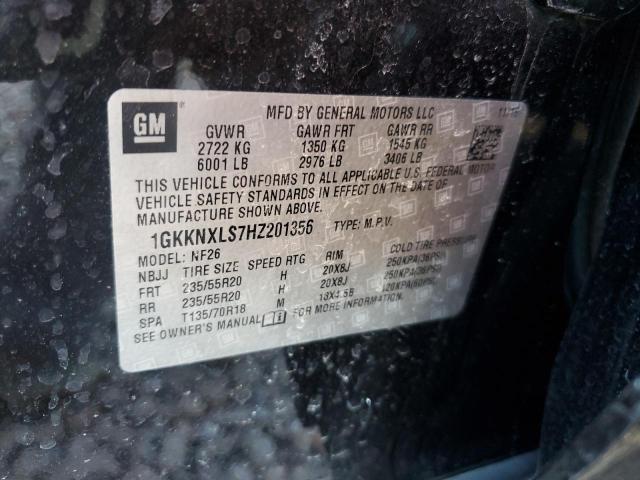 GM
MFD BY GENERAL MOTORS LLC
GVWR GAWR FRT GAWR RR
2722 KG 1350 KG 1545 KG
6001 LB 2976 LB 3406 LB
THIS VEHICLE CONFORMS TO ALL APPLICABLE U.S. FEDERAL MOTOR
VEHICLE SAFETY STANDARDS IN EFFECT ON THE DATE OF
MANUFACTURE SHOWN ABOVE.
1GKKNXLS7HZ201356 TYPE: M.P.V.
MODEL: NF26
NBJJ TIRE SIZE SPEED RTG RIM COLD TIRE PRESSURE
FRT 235/55R20 H 20X8J 250KPA(36PSI)
RR 235/55R20 H 20X8J 250KPA(36PSI)
SPA T135/70R18 M 18X4.5B 420KPA(60PSI)
SEE OWNER'S MANUAL FOR MORE INFORMATION.